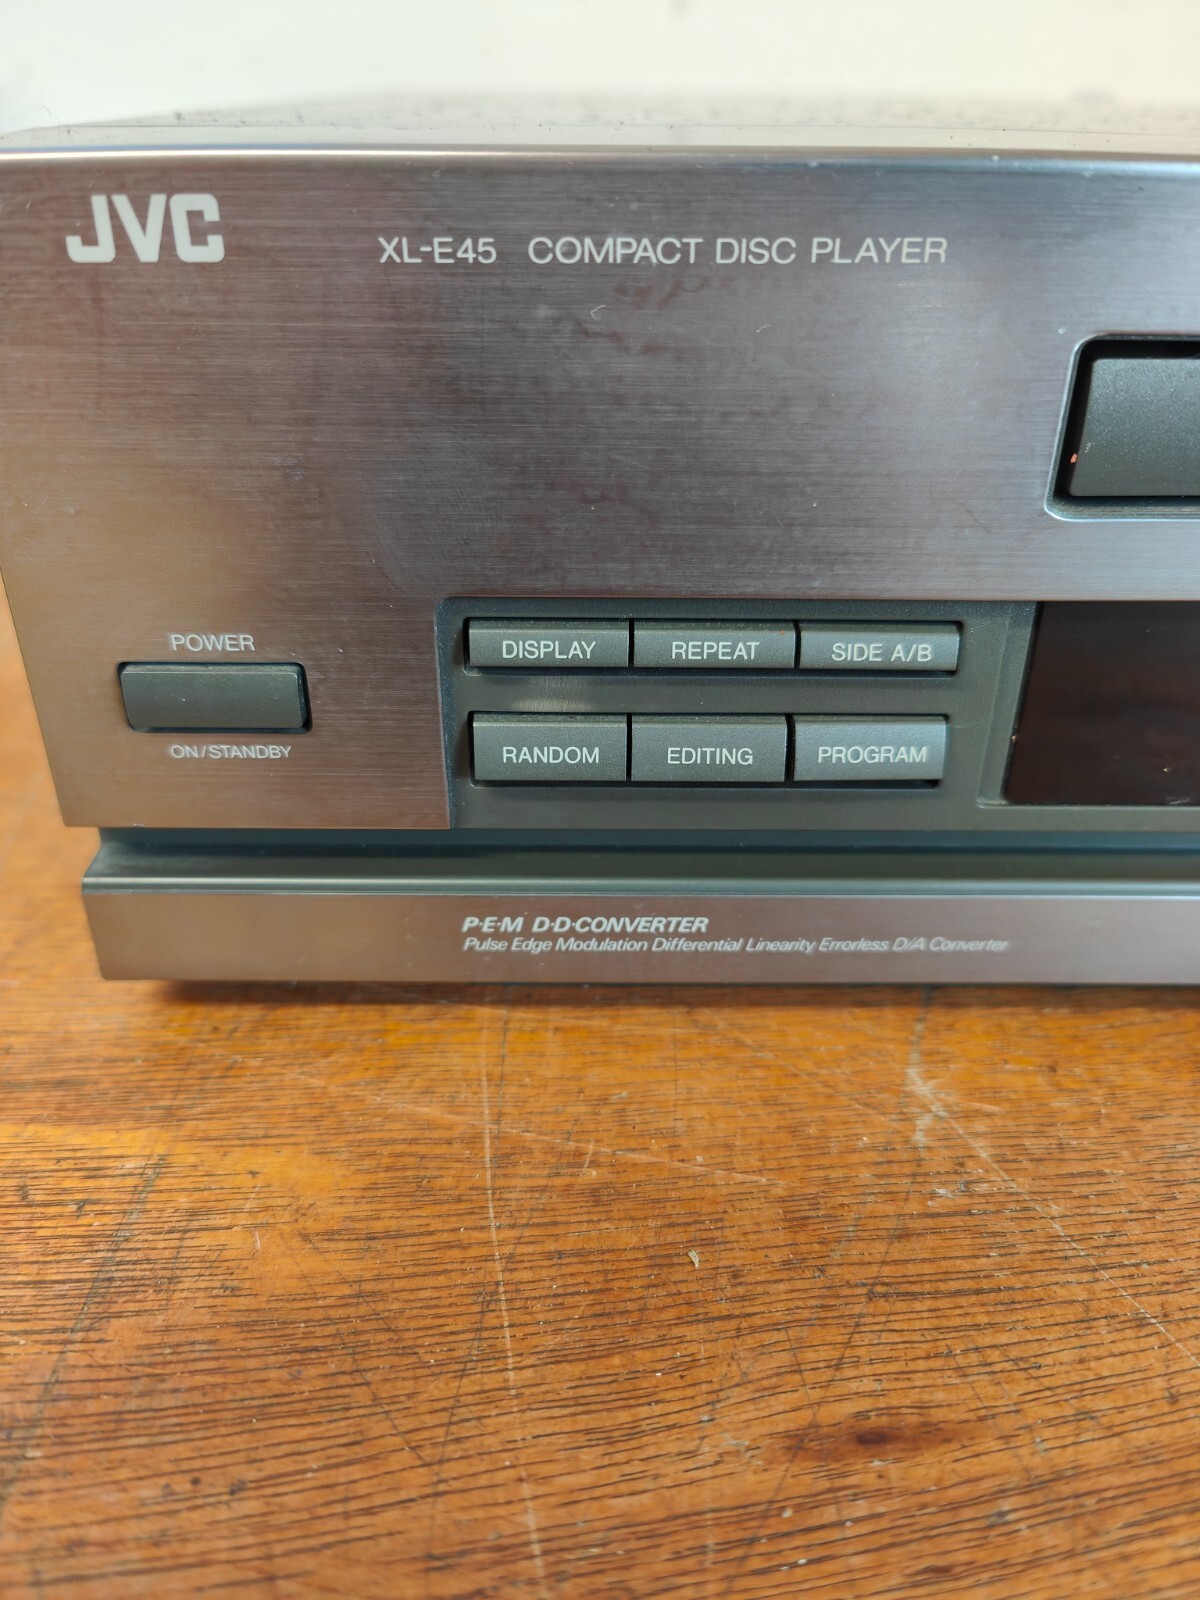 JVC
XL-E45 COMPACT DISC PLAYER
POWER
ON/STANDBY
DISPLAY REPEAT SIDE A/B
RANDOM EDITING PROGRAM
P·E·M D·D·CONVERTER
Pulse Edge Modulation Differential Linearity Errorless D/A Converter